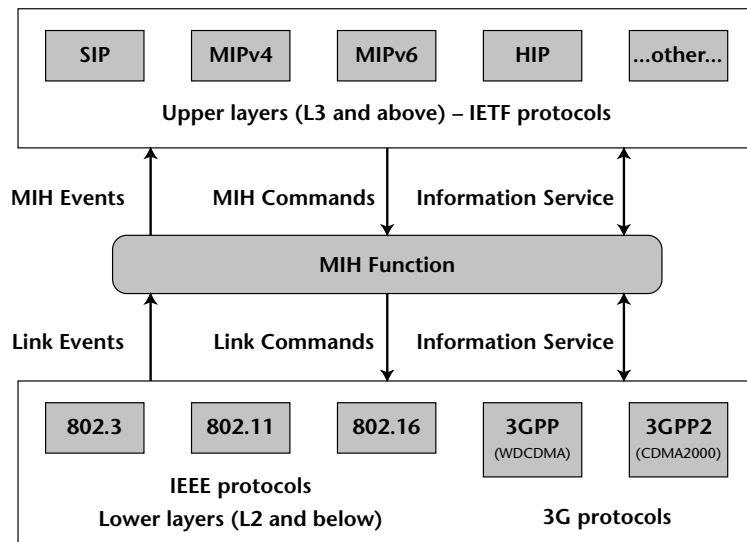 SIP MIPv4 MIPv6 HIP ...other...
Upper layers (L3 and above) – IETF protocols
MIH Events MIH Commands Information Service
MIH Function
Link Events Link Commands Information Service
802.3 802.11 802.16 3GPP 3GPP2
(WDCDMA) (CDMA2000)
IEEE protocols
Lower layers (L2 and below) 3G protocols